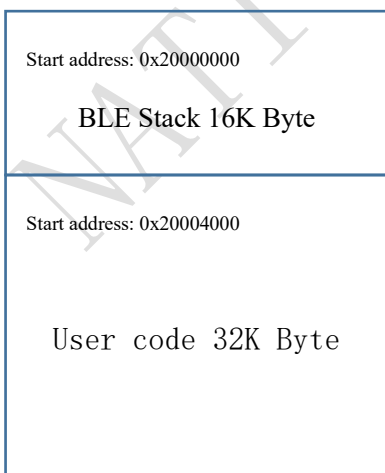 Start address: 0x20000000
BLE Stack 16K Byte
Start address: 0x20004000
User code 32K Byte